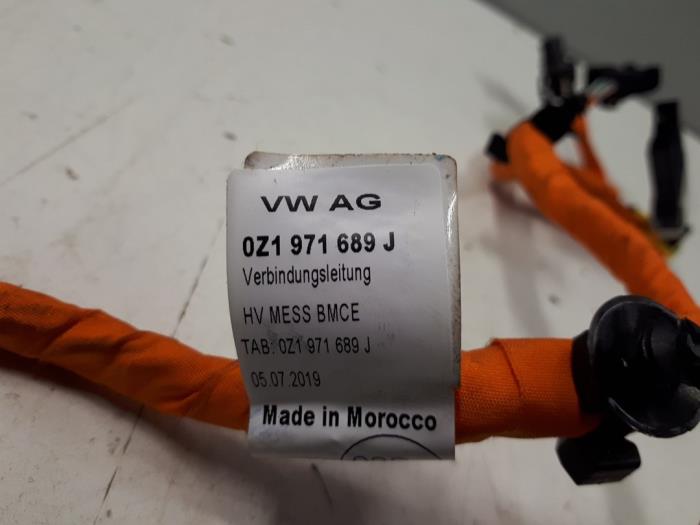 VW AG
0Z1 971 689 J
Verbindungsleitung
HV MESS BMCE
TAB: 0Z1 971 689 J
05.07.2019
Made in Morocco